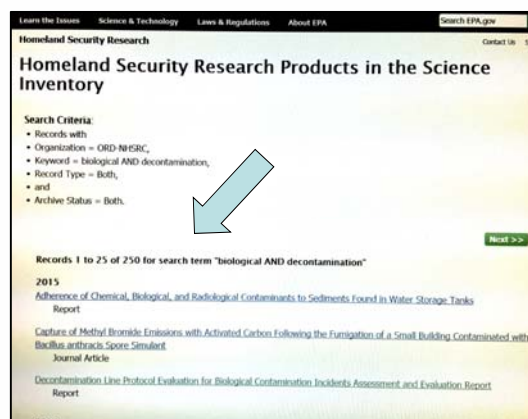 Learn the Issues Science & Technology Laws & Regulations About EPA Search EPA.gov
Homeland Security Research Contact Us
Homeland Security Research Products in the Science
Inventory
Search Criteria:
• Records with
• Organization = ORD-NHSRC,
• Keyword = biological AND decontamination,
• Record Type = Both,
• and
• Archive Status = Both.
Next >>
Records 1 to 25 of 250 for search term "biological AND decontamination"
2015
Adherence of Chemical, Biological, and Radiological Contaminants to Sediments Found in Water Storage Tanks
Report
Capture of Methyl Bromide Emissions with Activated Carbon Following the Fumigation of a Small Building Contaminated with
Bacillus anthracis Spore Simulant
Journal Article
Decontamination Line Protocol Evaluation for Biological Contamination Incidents Assessment and Evaluation Report
Report